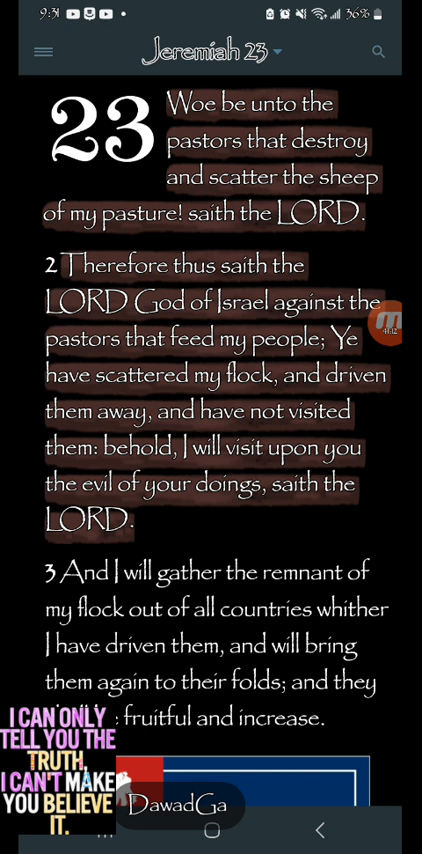 9:31 36%
Jeremiah 23
23 Woe be unto the
pastors that destroy
and scatter the sheep
of my pasture! saith the LORD.
2 Therefore thus saith the
LORD God of Israel against the
pastors that feed my people; Ye
have scattered my flock, and driven
them away, and have not visited
them: behold, I will visit upon you
the evil of your doings, saith the
LORD.
41:12
3 And I will gather the remnant of
my flock out of all countries whither
I have driven them, and will bring
them again to their folds; and they
fruitful and increase.
I CAN ONLY
TELL YOU THE
TRUTH,
I CAN'T MAKE
YOU BELIEVE
IT.
DawadGa